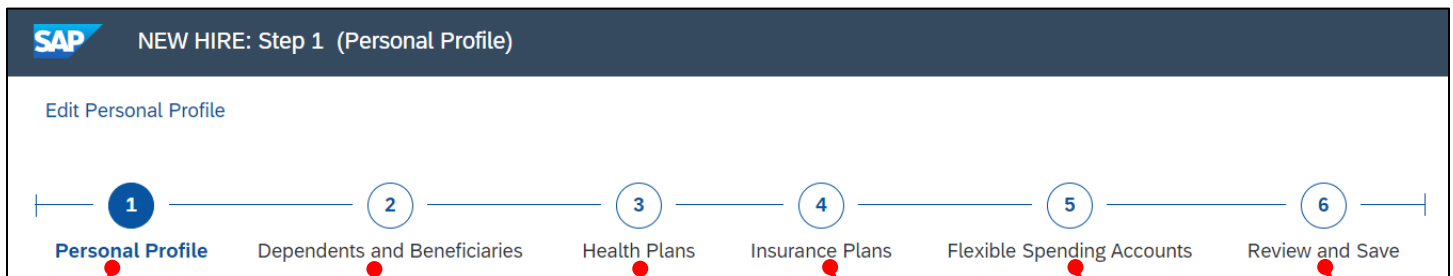 SAP NEW HIRE: Step 1 (Personal Profile)
Edit Personal Profile
1 2 3 4 5 6
Personal Profile Dependents and Beneficiaries Health Plans Insurance Plans Flexible Spending Accounts Review and Save